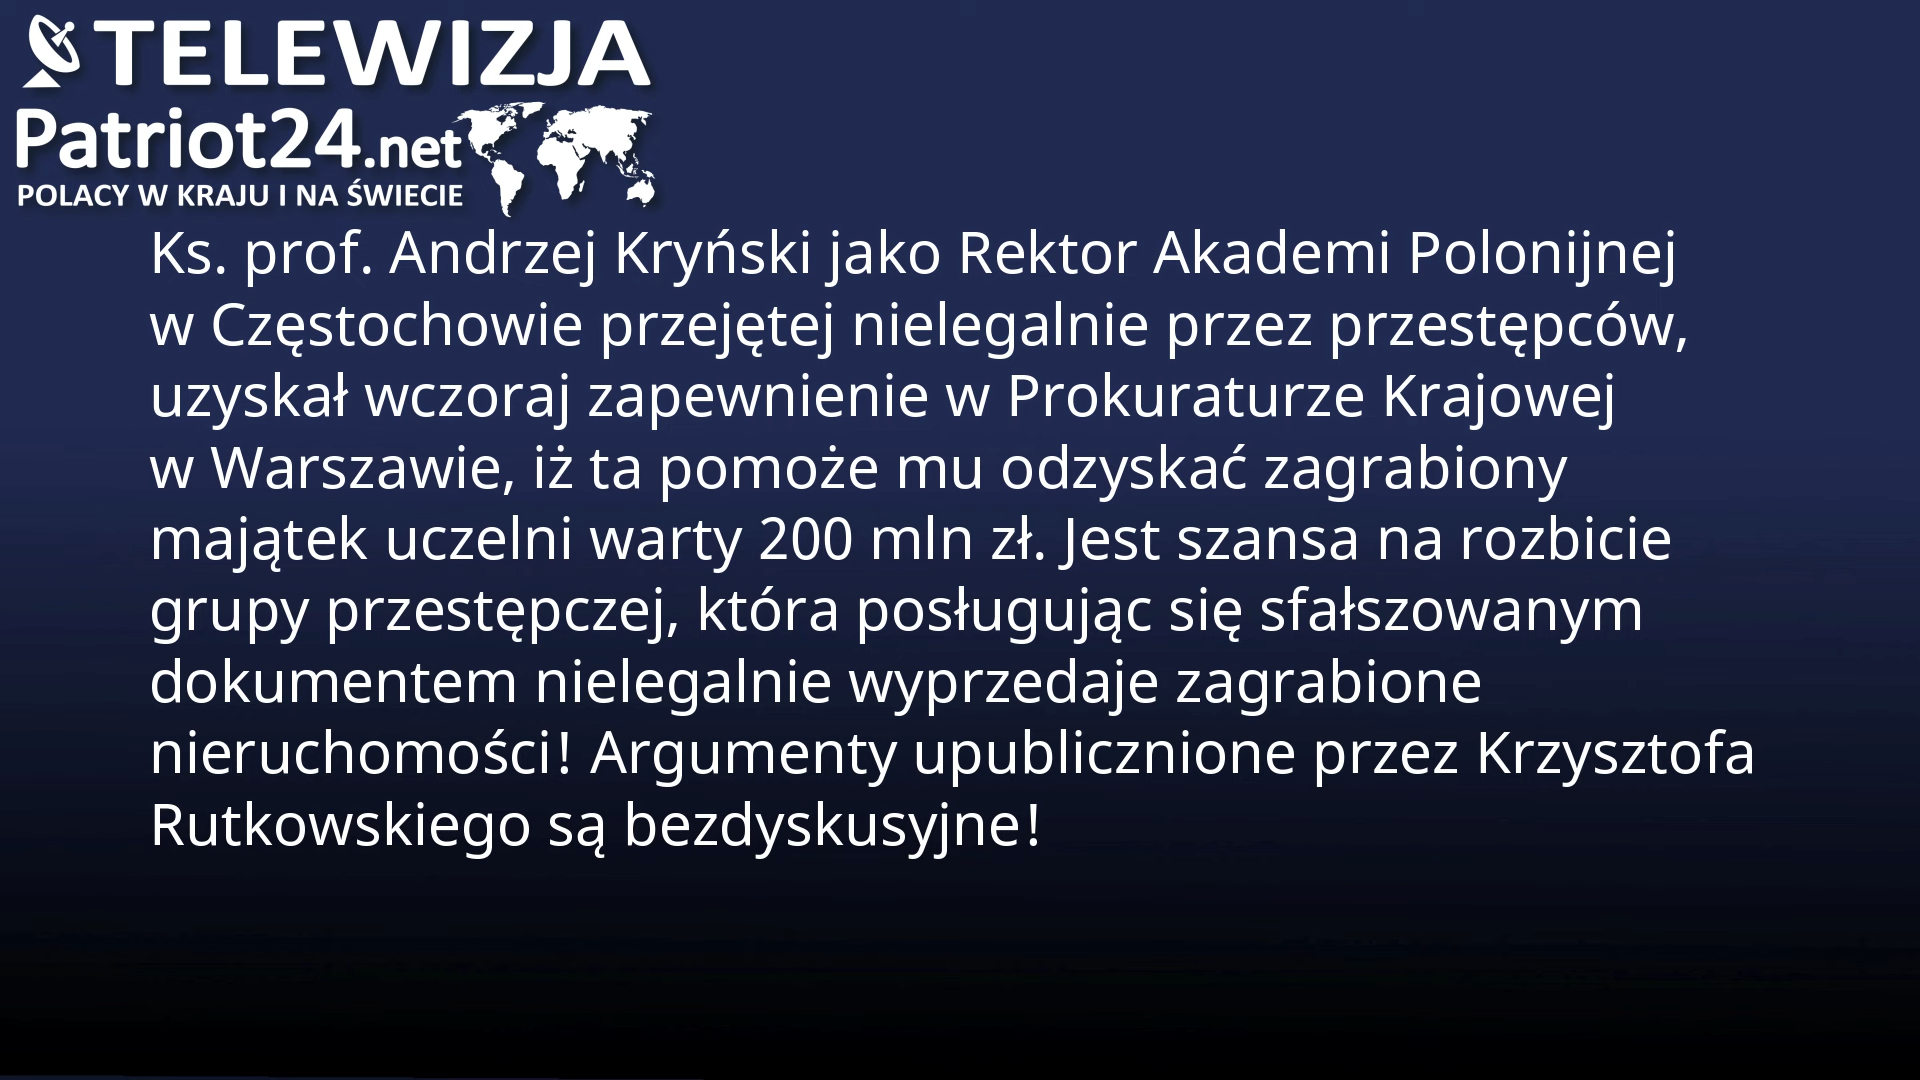 TELEWIZJA
Patriot24.net
POLACY W KRAJU I NA ŚWIECIE
Ks. prof. Andrzej Kryński jako Rektor Akademi Polonijnej
w Częstochowie przejętej nielegalnie przez przestępców,
uzyskał wczoraj zapewnienie w Prokuraturze Krajowej
w Warszawie, iż ta pomoże mu odzyskać zagrabiony
majątek uczelni warty 200 mln zł. Jest szansa na rozbicie
grupy przestępczej, która posługując się sfałszowanym
dokumentem nielegalnie wyprzedaje zagrabione
nieruchomości! Argumenty upublicznione przez Krzysztofa
Rutkowskiego są bezdyskusyjne!